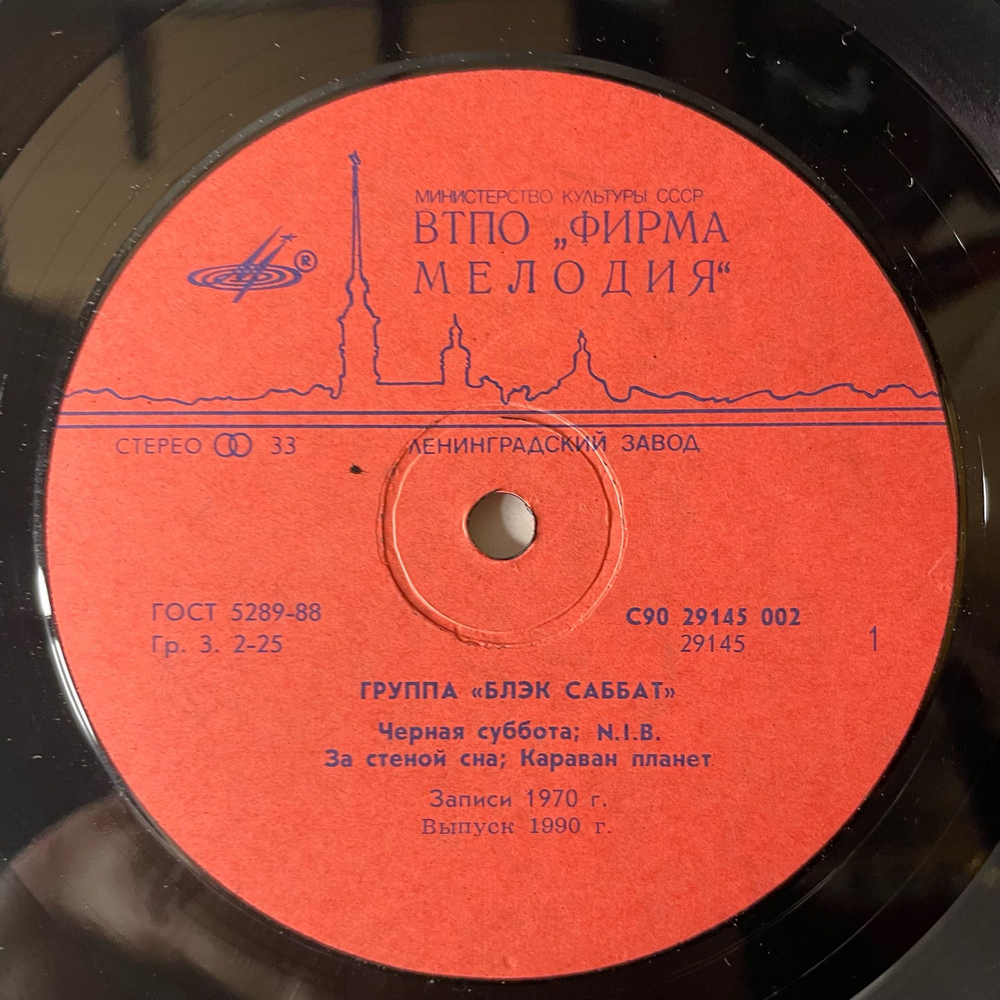 МИНИСТЕРСТВО КУЛЬТУРЫ СССР
ВТПО „ФИРМА
МЕЛОДИЯ“
®
СТЕРЕО 33
ЛЕНИНГРАДСКИЙ ЗАВОД
ГОСТ 5289-88
Гр. 3. 2-25
С90 29145 002
29145
1
ГРУППА «БЛЭК САББАТ»
Черная суббота; N.I.B.
За стеной сна; Караван планет
Записи 1970 г.
Выпуск 1990 г.